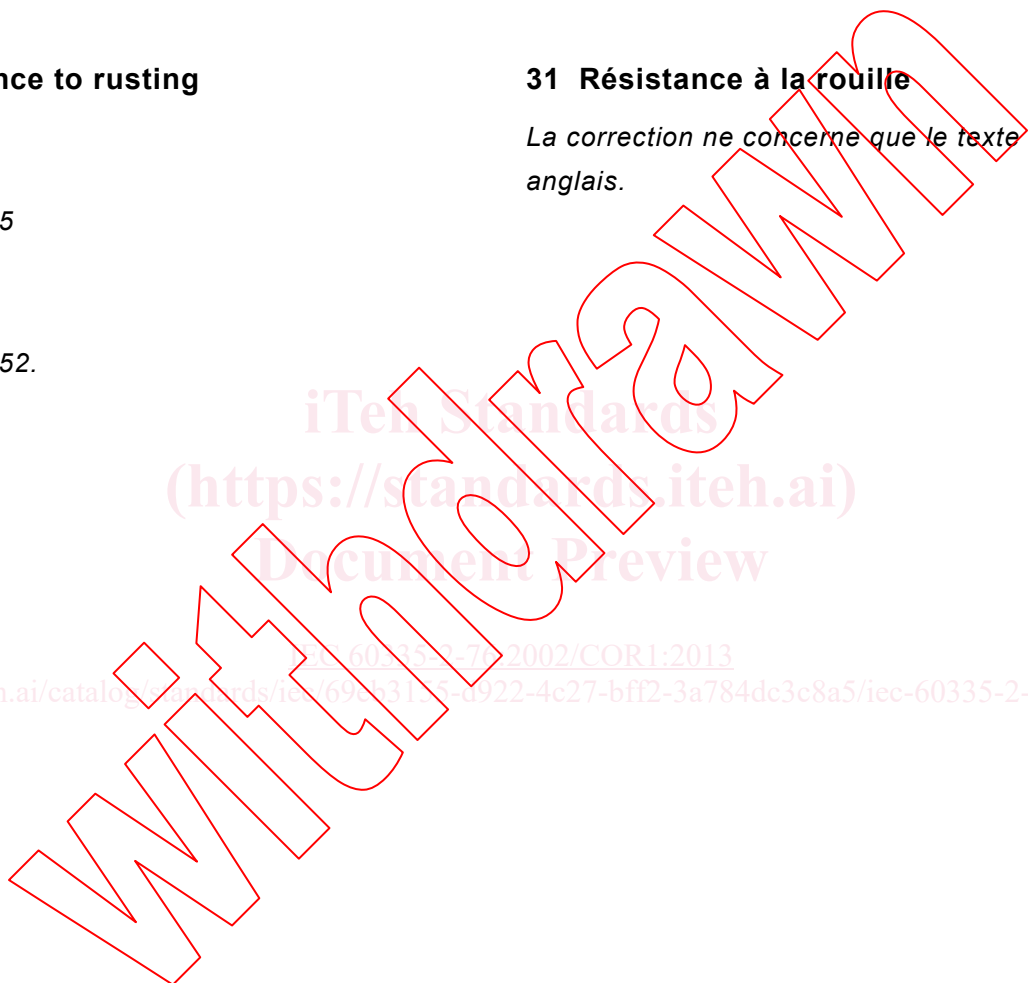 nce to rusting
5
52.
31 Résistance à la rouille
La correction ne concerne que le texte
anglais.
iTeh Standards
(https://standards.iteh.ai)
Document Preview
IEC 60335-2-76:2002/COR1:2013
h.ai/catalog/standards/iec/69eb3155-d922-4c27-bff2-3a784dc3c8a5/iec-60335-2-
withdrawn